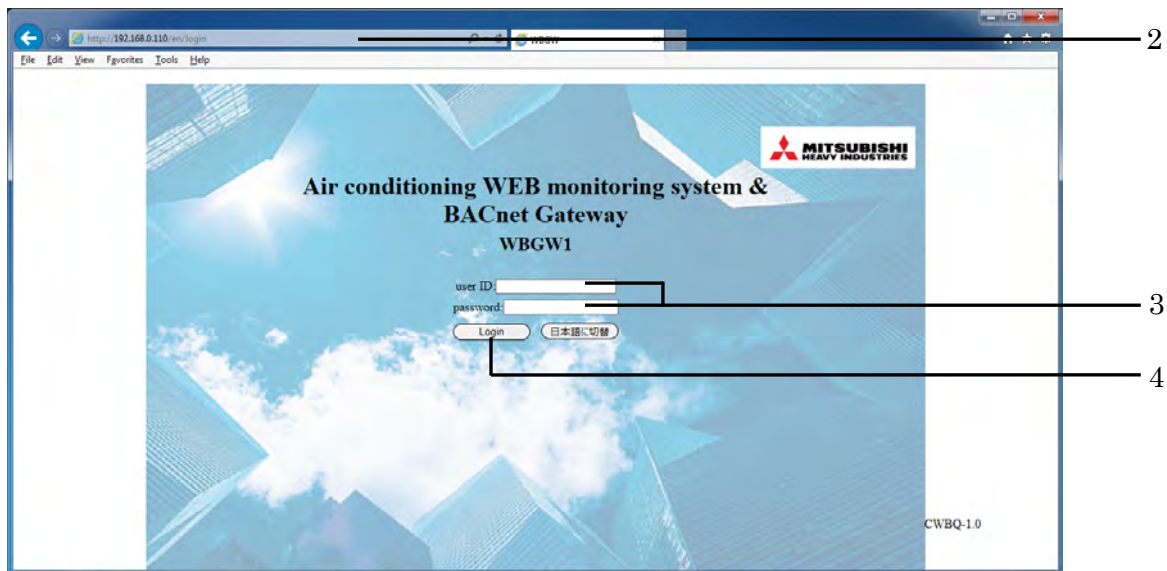 http://192.168.0.110/en/login
WBGW
2
File Edit View Favorites Tools Help
MITSUBISHI
HEAVY INDUSTRIES
Air conditioning WEB monitoring system &
BACnet Gateway
WBGW1
user ID:
password:
3
Login 日本語に切替
4
CWBQ-1.0